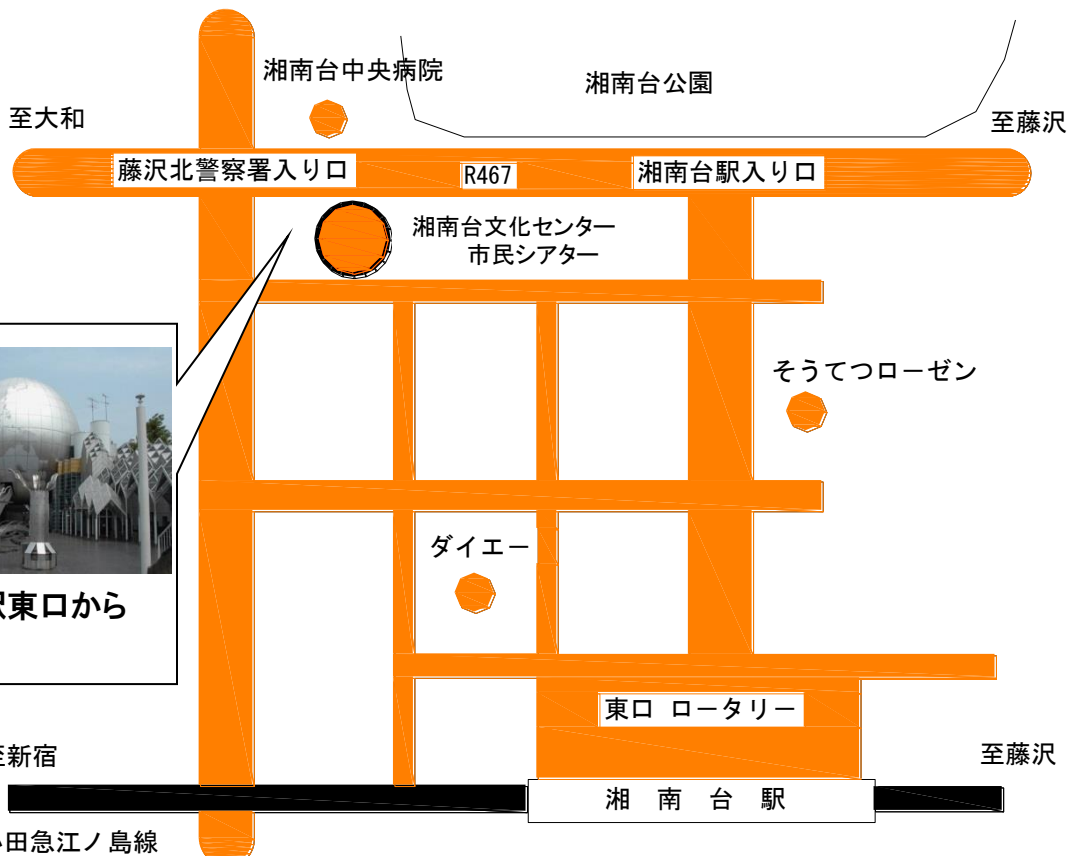 湘南台中央病院
湘南台公園
至大和
至藤沢
藤沢北警察署入り口
R467
湘南台駅入り口
湘南台文化センター
市民シアター
そうてつローゼン
ダイエー
東口から
東口 ロータリー
至新宿
至藤沢
湘南台駅
小田急江ノ島線